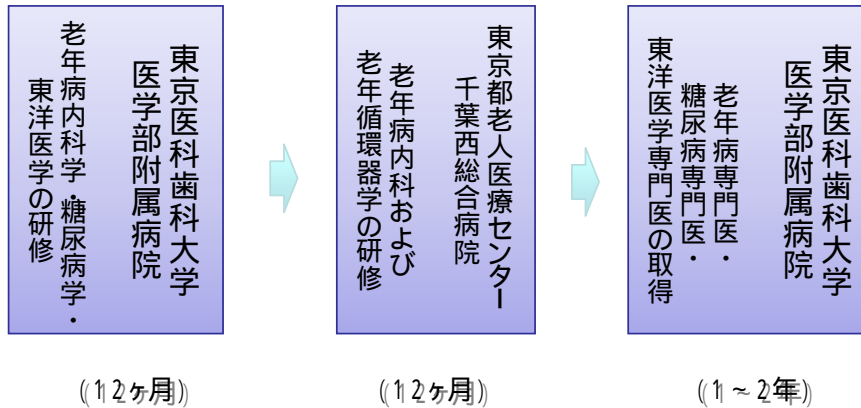 東京医科歯科大学
医学部附属病院
老年病内科学・糖尿病学・
東洋医学の研修
(12ヶ月)
東京都老人医療センター
千葉西総合病院
老年病内科および
老年循環器学の研修
(12ヶ月)
東京医科歯科大学
医学部附属病院
老年病専門医・
糖尿病専門医・
東洋医学専門医の取得
(1～2年)